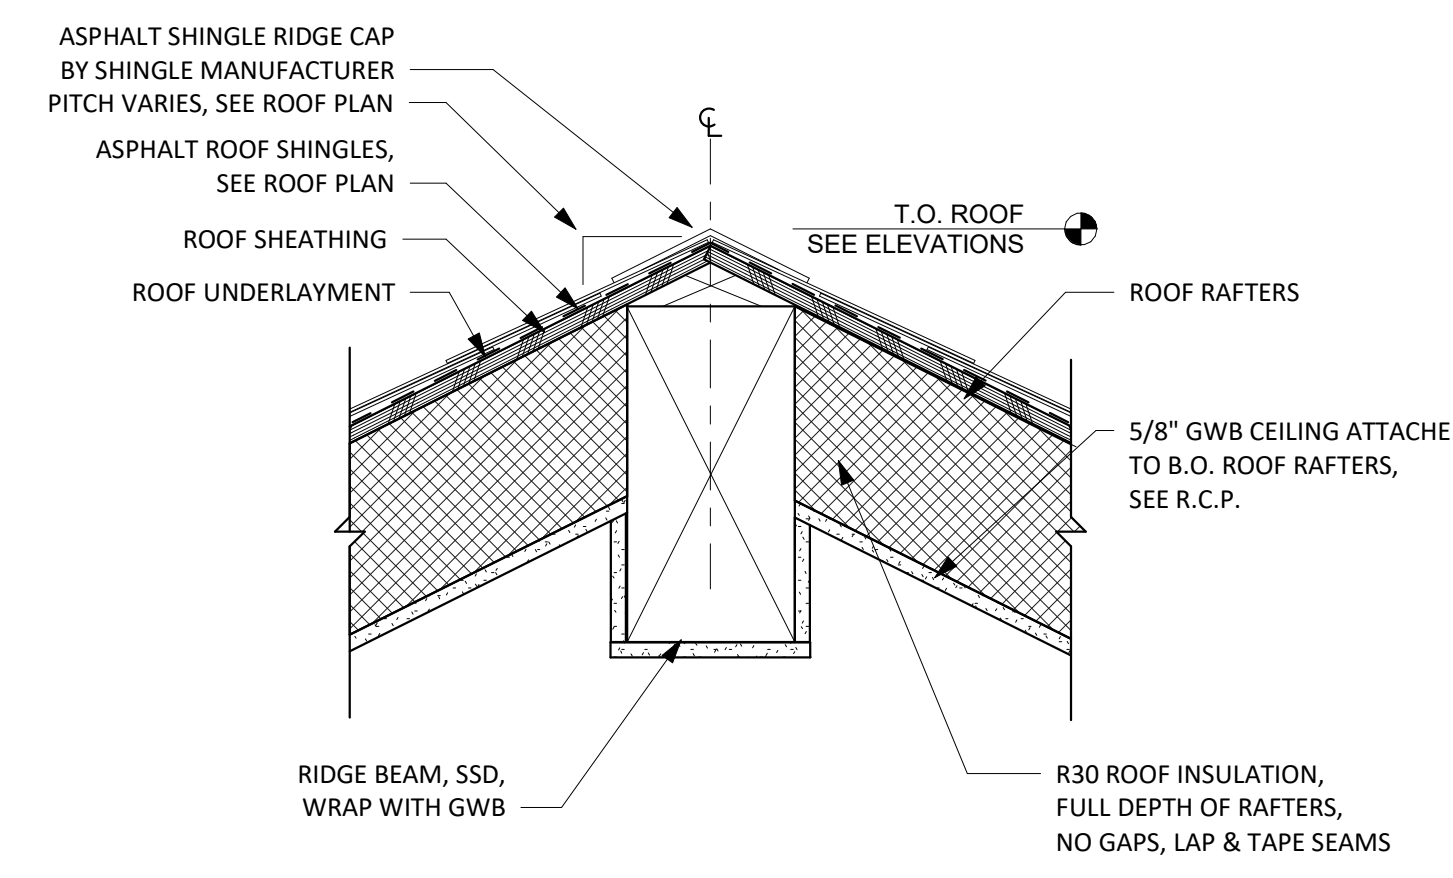 ASPHALT SHINGLE RIDGE CAP
BY SHINGLE MANUFACTURER
PITCH VARIES, SEE ROOF PLAN
ASPHALT ROOF SHINGLES,
SEE ROOF PLAN
ROOF SHEATHING
ROOF UNDERLAYMENT
℄
T.O. ROOF
SEE ELEVATIONS
ROOF RAFTERS
5/8" GWB CEILING ATTACHE
TO B.O. ROOF RAFTERS,
SEE R.C.P.
RIDGE BEAM, SSD,
WRAP WITH GWB
R30 ROOF INSULATION,
FULL DEPTH OF RAFTERS,
NO GAPS, LAP & TAPE SEAMS